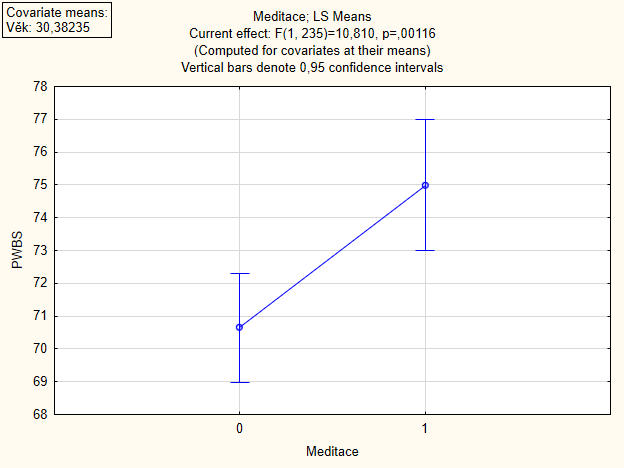 Covariate means:
Věk: 30,38235
Meditace; LS Means
Current effect: F(1, 235)=10,810, p=,00116
(Computed for covariates at their means)
Vertical bars denote 0,95 confidence intervals
78
77
76
75
74
73
72
71
70
69
68
PWBS
0 1
Meditace